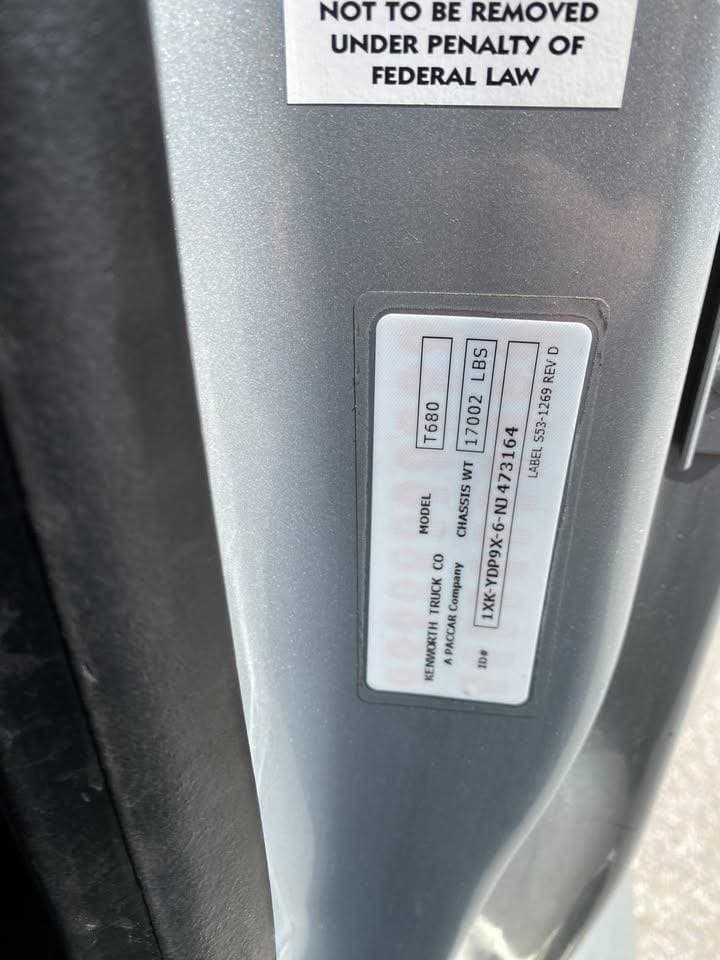 NOT TO BE REMOVED
UNDER PENALTY OF
FEDERAL LAW
KENWORTH TRUCK CO MODEL T680
A PACCAR Company CHASSIS WT 17002 LBS
ID# 1XK-YDP9X-6-NJ473164
LABEL S53-1269 REV D